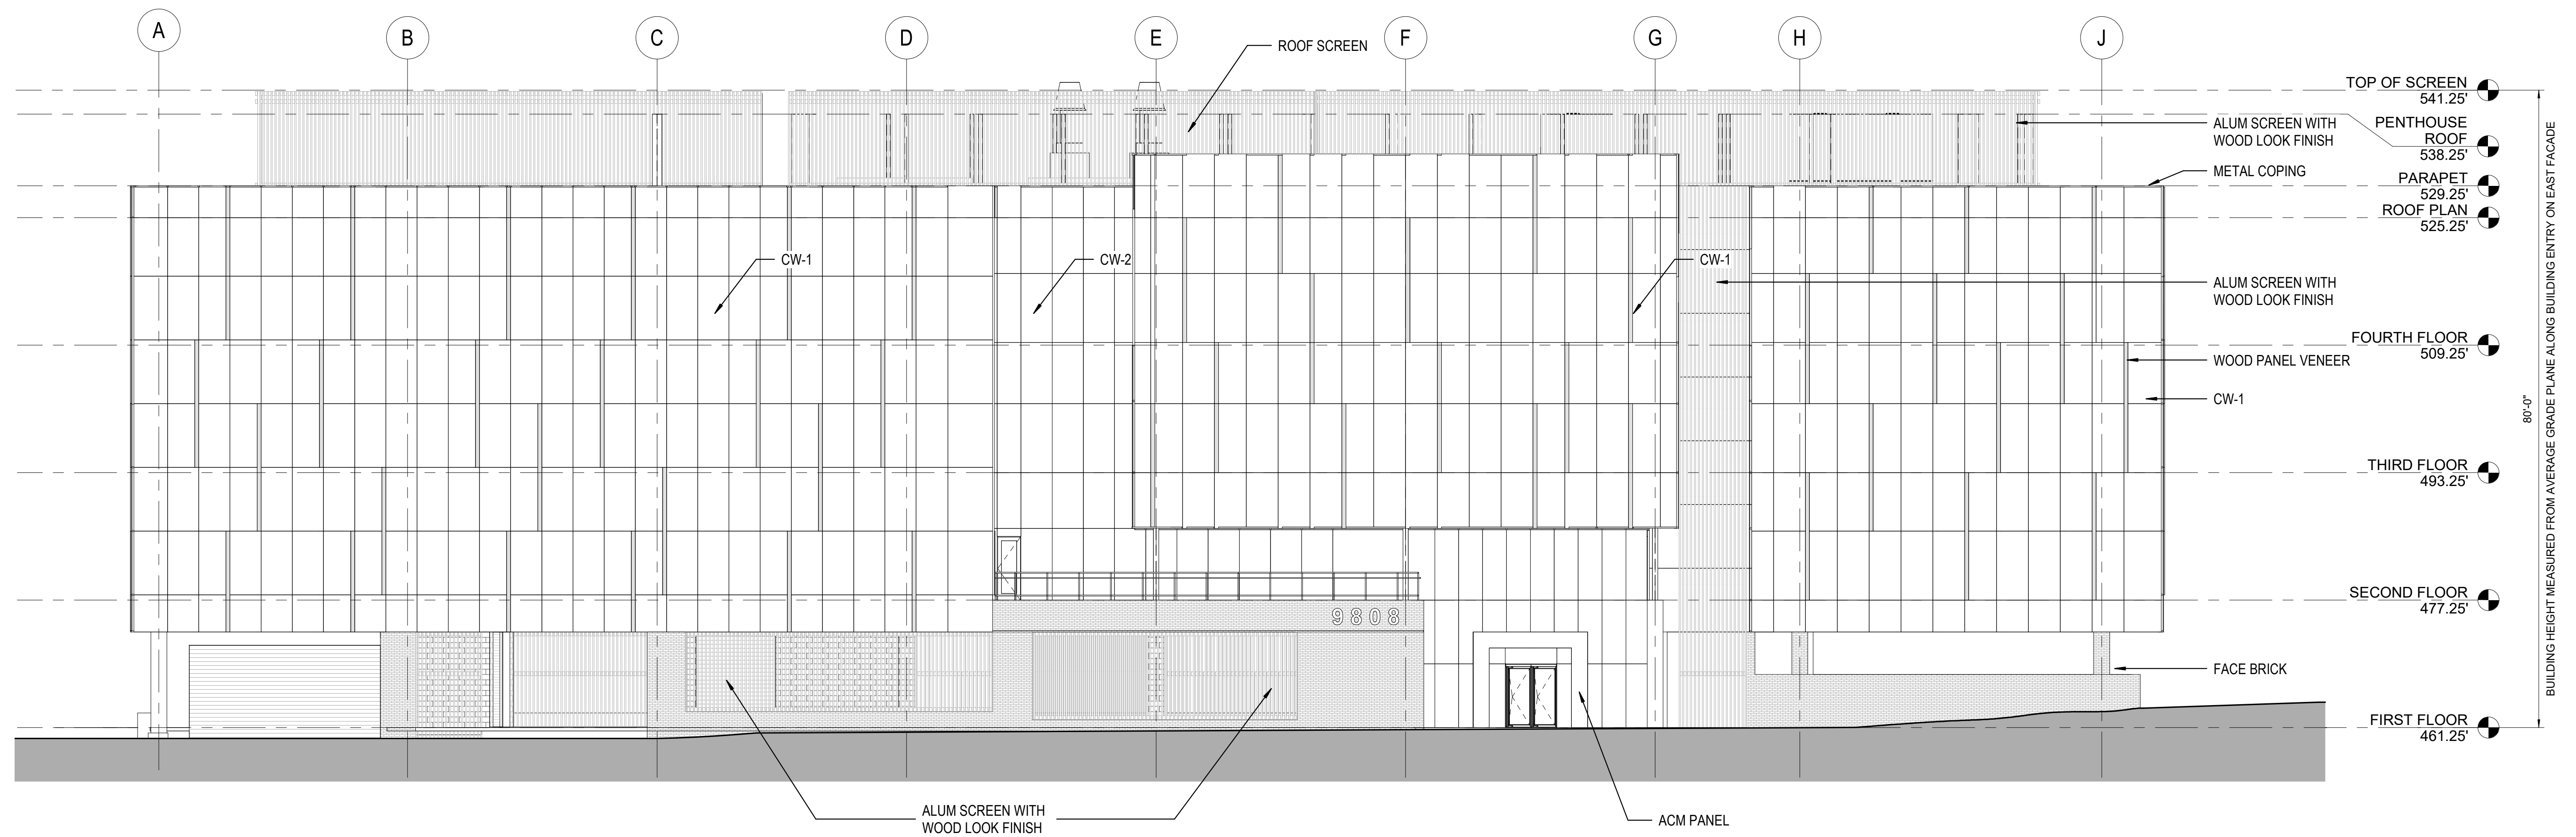 A
B
C
D
E
F
G
H
J
ROOF SCREEN
TOP OF SCREEN
541.25'
ALUM SCREEN WITH
WOOD LOOK FINISH
PENTHOUSE
ROOF
538.25'
METAL COPING
PARAPET
529.25'
ROOF PLAN
525.25'
CW-1
CW-2
CW-1
ALUM SCREEN WITH
WOOD LOOK FINISH
FOURTH FLOOR
509.25'
WOOD PANEL VENEER
CW-1
THIRD FLOOR
493.25'
SECOND FLOOR
477.25'
9808
FACE BRICK
FIRST FLOOR
461.25'
80'-0"
BUILDING HEIGHT MEASURED FROM AVERAGE GRADE PLANE ALONG BUILDING ENTRY ON EAST FACADE
ALUM SCREEN WITH
WOOD LOOK FINISH
ACM PANEL